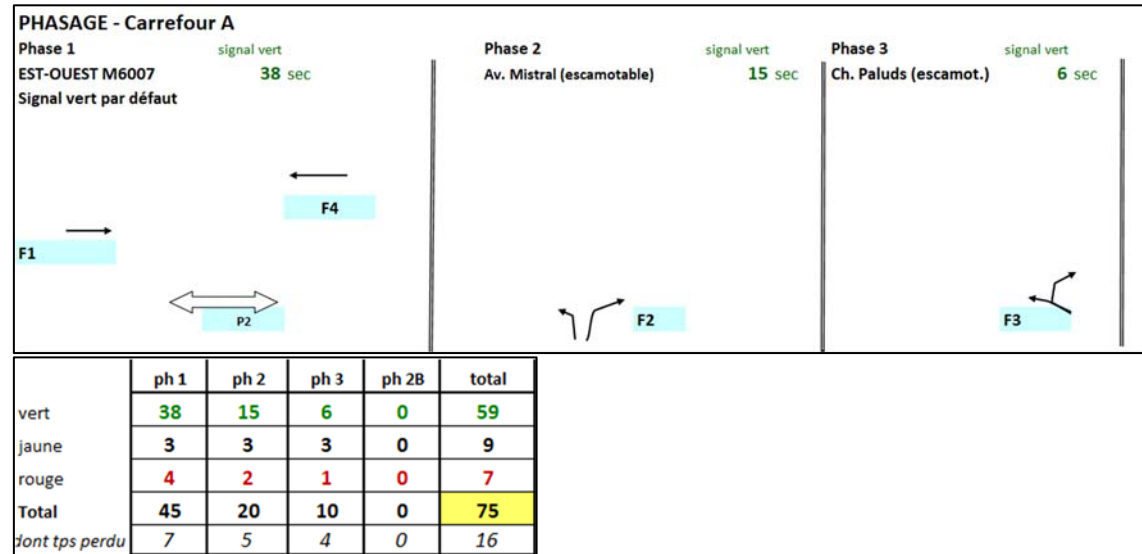 PHASAGE - Carrefour A
Phase 1 signal vert
EST-OUEST M6007 38 sec
Signal vert par défaut
F4
F1
P2
Phase 2 signal vert
Av. Mistral (escamotable) 15 sec
F2
Phase 3 signal vert
Ch. Paluds (escamot.) 6 sec
F3
ph 1 ph 2 ph 3 ph 2B total
vert 38 15 6 0 59
jaune 3 3 3 0 9
rouge 4 2 1 0 7
Total 45 20 10 0 75
dont tps perdu 7 5 4 0 16